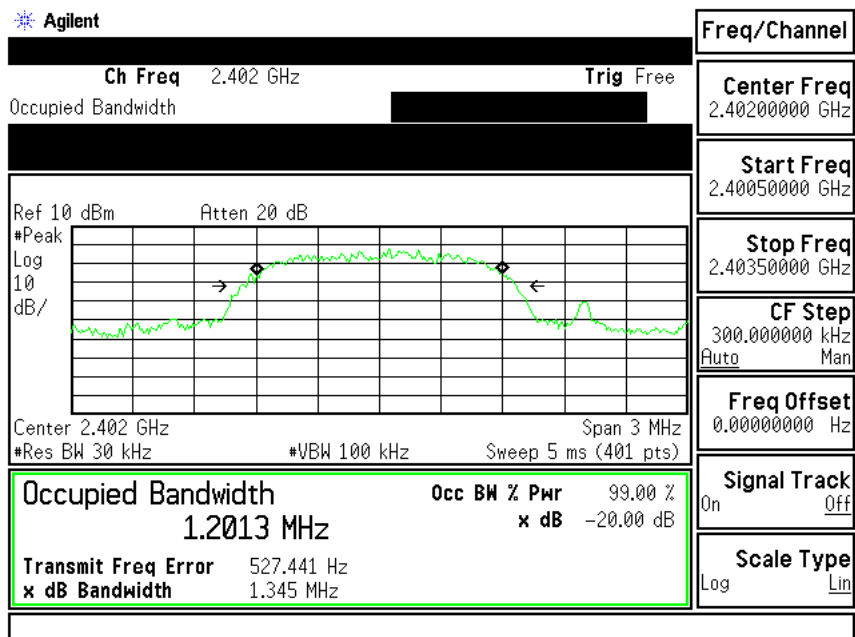 Agilent
Freq/Channel
Ch Freq 2.402 GHz Trig Free
Occupied Bandwidth
Center Freq
2.40200000 GHz
Start Freq
2.40050000 GHz
Stop Freq
2.40350000 GHz
CF Step
300.000000 kHz
Auto Man
Freq Offset
0.00000000 Hz
Signal Track
On Off
Scale Type
Log Lin
Ref 10 dBm Atten 20 dB
#Peak
Log
10
dB/
Center 2.402 GHz Span 3 MHz
#Res BW 30 kHz #VBW 100 kHz Sweep 5 ms (401 pts)
Occupied Bandwidth
1.2013 MHz
Occ BW % Pwr 99.00 %
x dB -20.00 dB
Transmit Freq Error 527.441 Hz
x dB Bandwidth 1.345 MHz